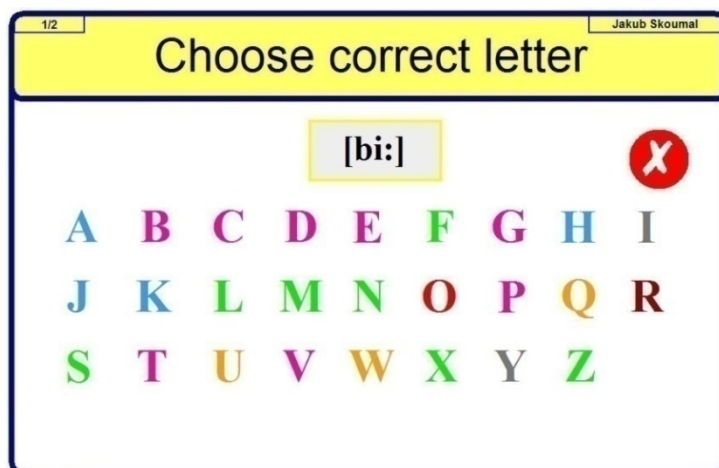 1/2
Jakub Skoumal
Choose correct letter
[bi:]
A B C D E F G H I
J K L M N O P Q R
S T U V W X Y Z